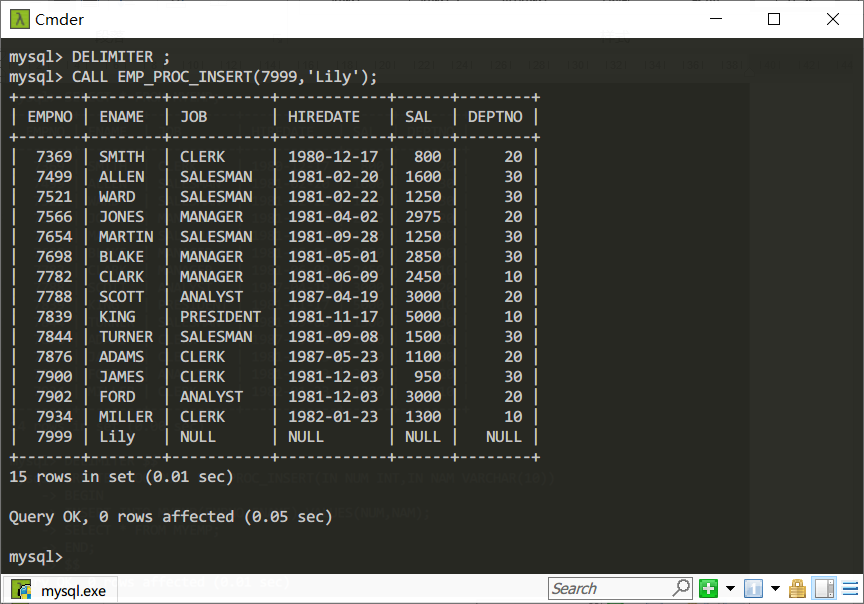 Cmder
mysql> DELIMITER ;
mysql> CALL EMP_PROC_INSERT(7999,'Lily');
+-------+--------+-----------+------------+------+--------+
| EMPNO | ENAME  | JOB       | HIREDATE   | SAL  | DEPTNO |
+-------+--------+-----------+------------+------+--------+
|  7369 | SMITH  | CLERK     | 1980-12-17 |  800 |     20 |
|  7499 | ALLEN  | SALESMAN  | 1981-02-20 | 1600 |     30 |
|  7521 | WARD   | SALESMAN  | 1981-02-22 | 1250 |     30 |
|  7566 | JONES  | MANAGER   | 1981-04-02 | 2975 |     20 |
|  7654 | MARTIN | SALESMAN  | 1981-09-28 | 1250 |     30 |
|  7698 | BLAKE  | MANAGER   | 1981-05-01 | 2850 |     30 |
|  7782 | CLARK  | MANAGER   | 1981-06-09 | 2450 |     10 |
|  7788 | SCOTT  | ANALYST   | 1987-04-19 | 3000 |     20 |
|  7839 | KING   | PRESIDENT | 1981-11-17 | 5000 |     10 |
|  7844 | TURNER | SALESMAN  | 1981-09-08 | 1500 |     30 |
|  7876 | ADAMS  | CLERK     | 1987-05-23 | 1100 |     20 |
|  7900 | JAMES  | CLERK     | 1981-12-03 |  950 |     30 |
|  7902 | FORD   | ANALYST   | 1981-12-03 | 3000 |     20 |
|  7934 | MILLER | CLERK     | 1982-01-23 | 1300 |     10 |
|  7999 | Lily   | NULL      | NULL       | NULL |   NULL |
+-------+--------+-----------+------------+------+--------+
15 rows in set (0.01 sec)
Query OK, 0 rows affected (0.05 sec)
mysql>
mysql.exe Search 1